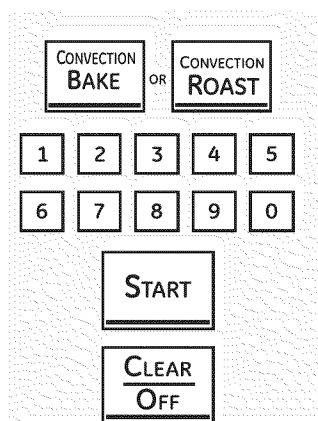 CONVECTION BAKE OR CONVECTION ROAST
1 2 3 4 5
6 7 8 9 0
START
CLEAR
OFF